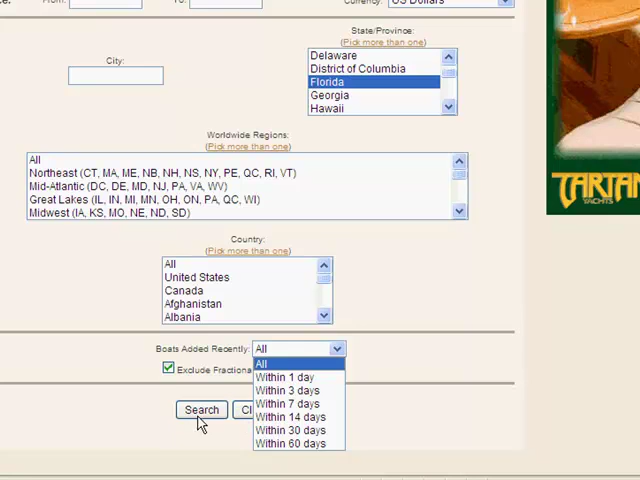 From:
To:
Currency:
US Dollars
State/Province:
(Pick more than one)
City:
Delaware
District of Columbia
Florida
Georgia
Hawaii
Worldwide Regions:
(Pick more than one)
All
Northeast (CT, MA, ME, NB, NH, NS, NY, PE, QC, RI, VT)
Mid-Atlantic (DC, DE, MD, NJ, PA, VA, WV)
Great Lakes (IL, IN, MI, MN, OH, ON, PA, QC, WI)
Midwest (IA, KS, MO, NE, ND, SD)
Country:
(Pick more than one)
All
United States
Canada
Afghanistan
Albania
Boats Added Recently: All
Exclude Fractiona
All
Within 1 day
Within 3 days
Within 7 days
Within 14 days
Within 30 days
Within 60 days
Search
Cl
TARTAN
YACHTS